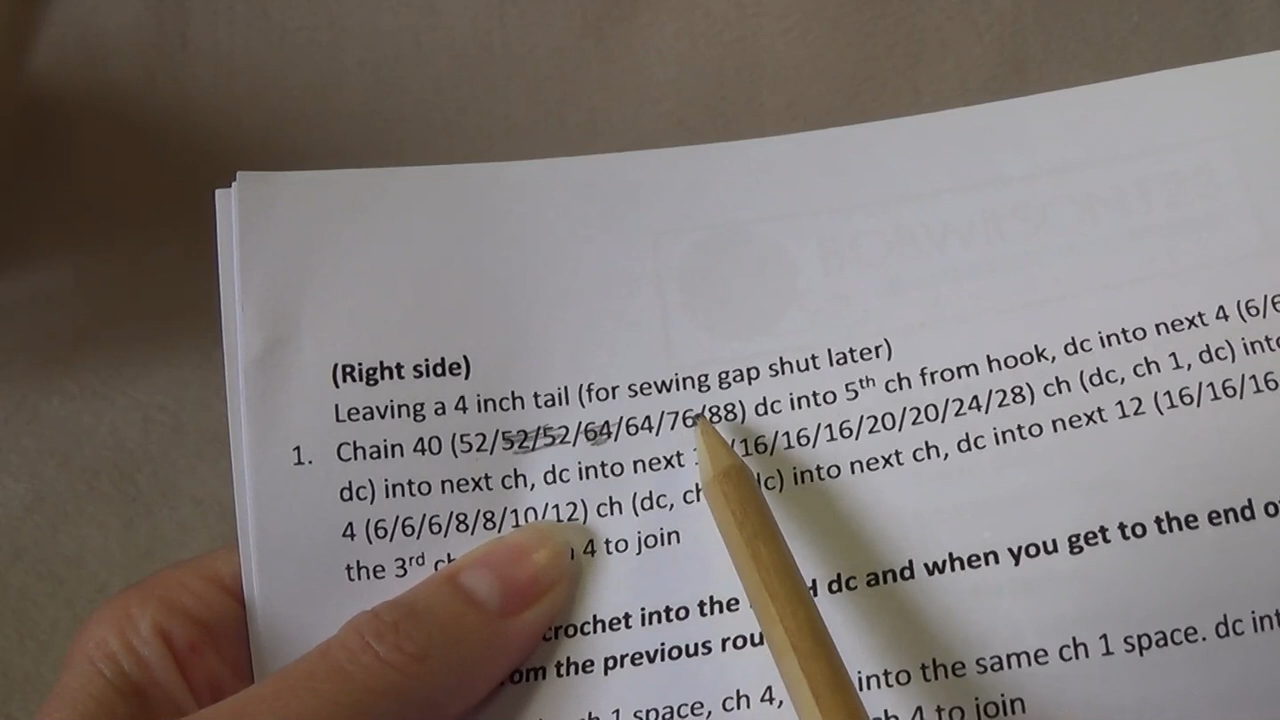 (Right side)
Leaving a 4 inch tail (for sewing gap shut later)
1. Chain 40 (52/52/52/64/64/76/88) dc into 5th ch from hook, dc into next 4 (6/6
dc) into next ch, dc into next /16/16/16/20/20/24/28) ch (dc, ch 1, dc) into
4 (6/6/6/8/8/10/12) ch (dc, dc) into next ch, dc into next 12 (16/16/16
the 3rd 4 to join
crochet into the dc and when you get to the end
from the previous
ch 1 space, ch 4, into the same ch 1 space. dc
ch 4 to join